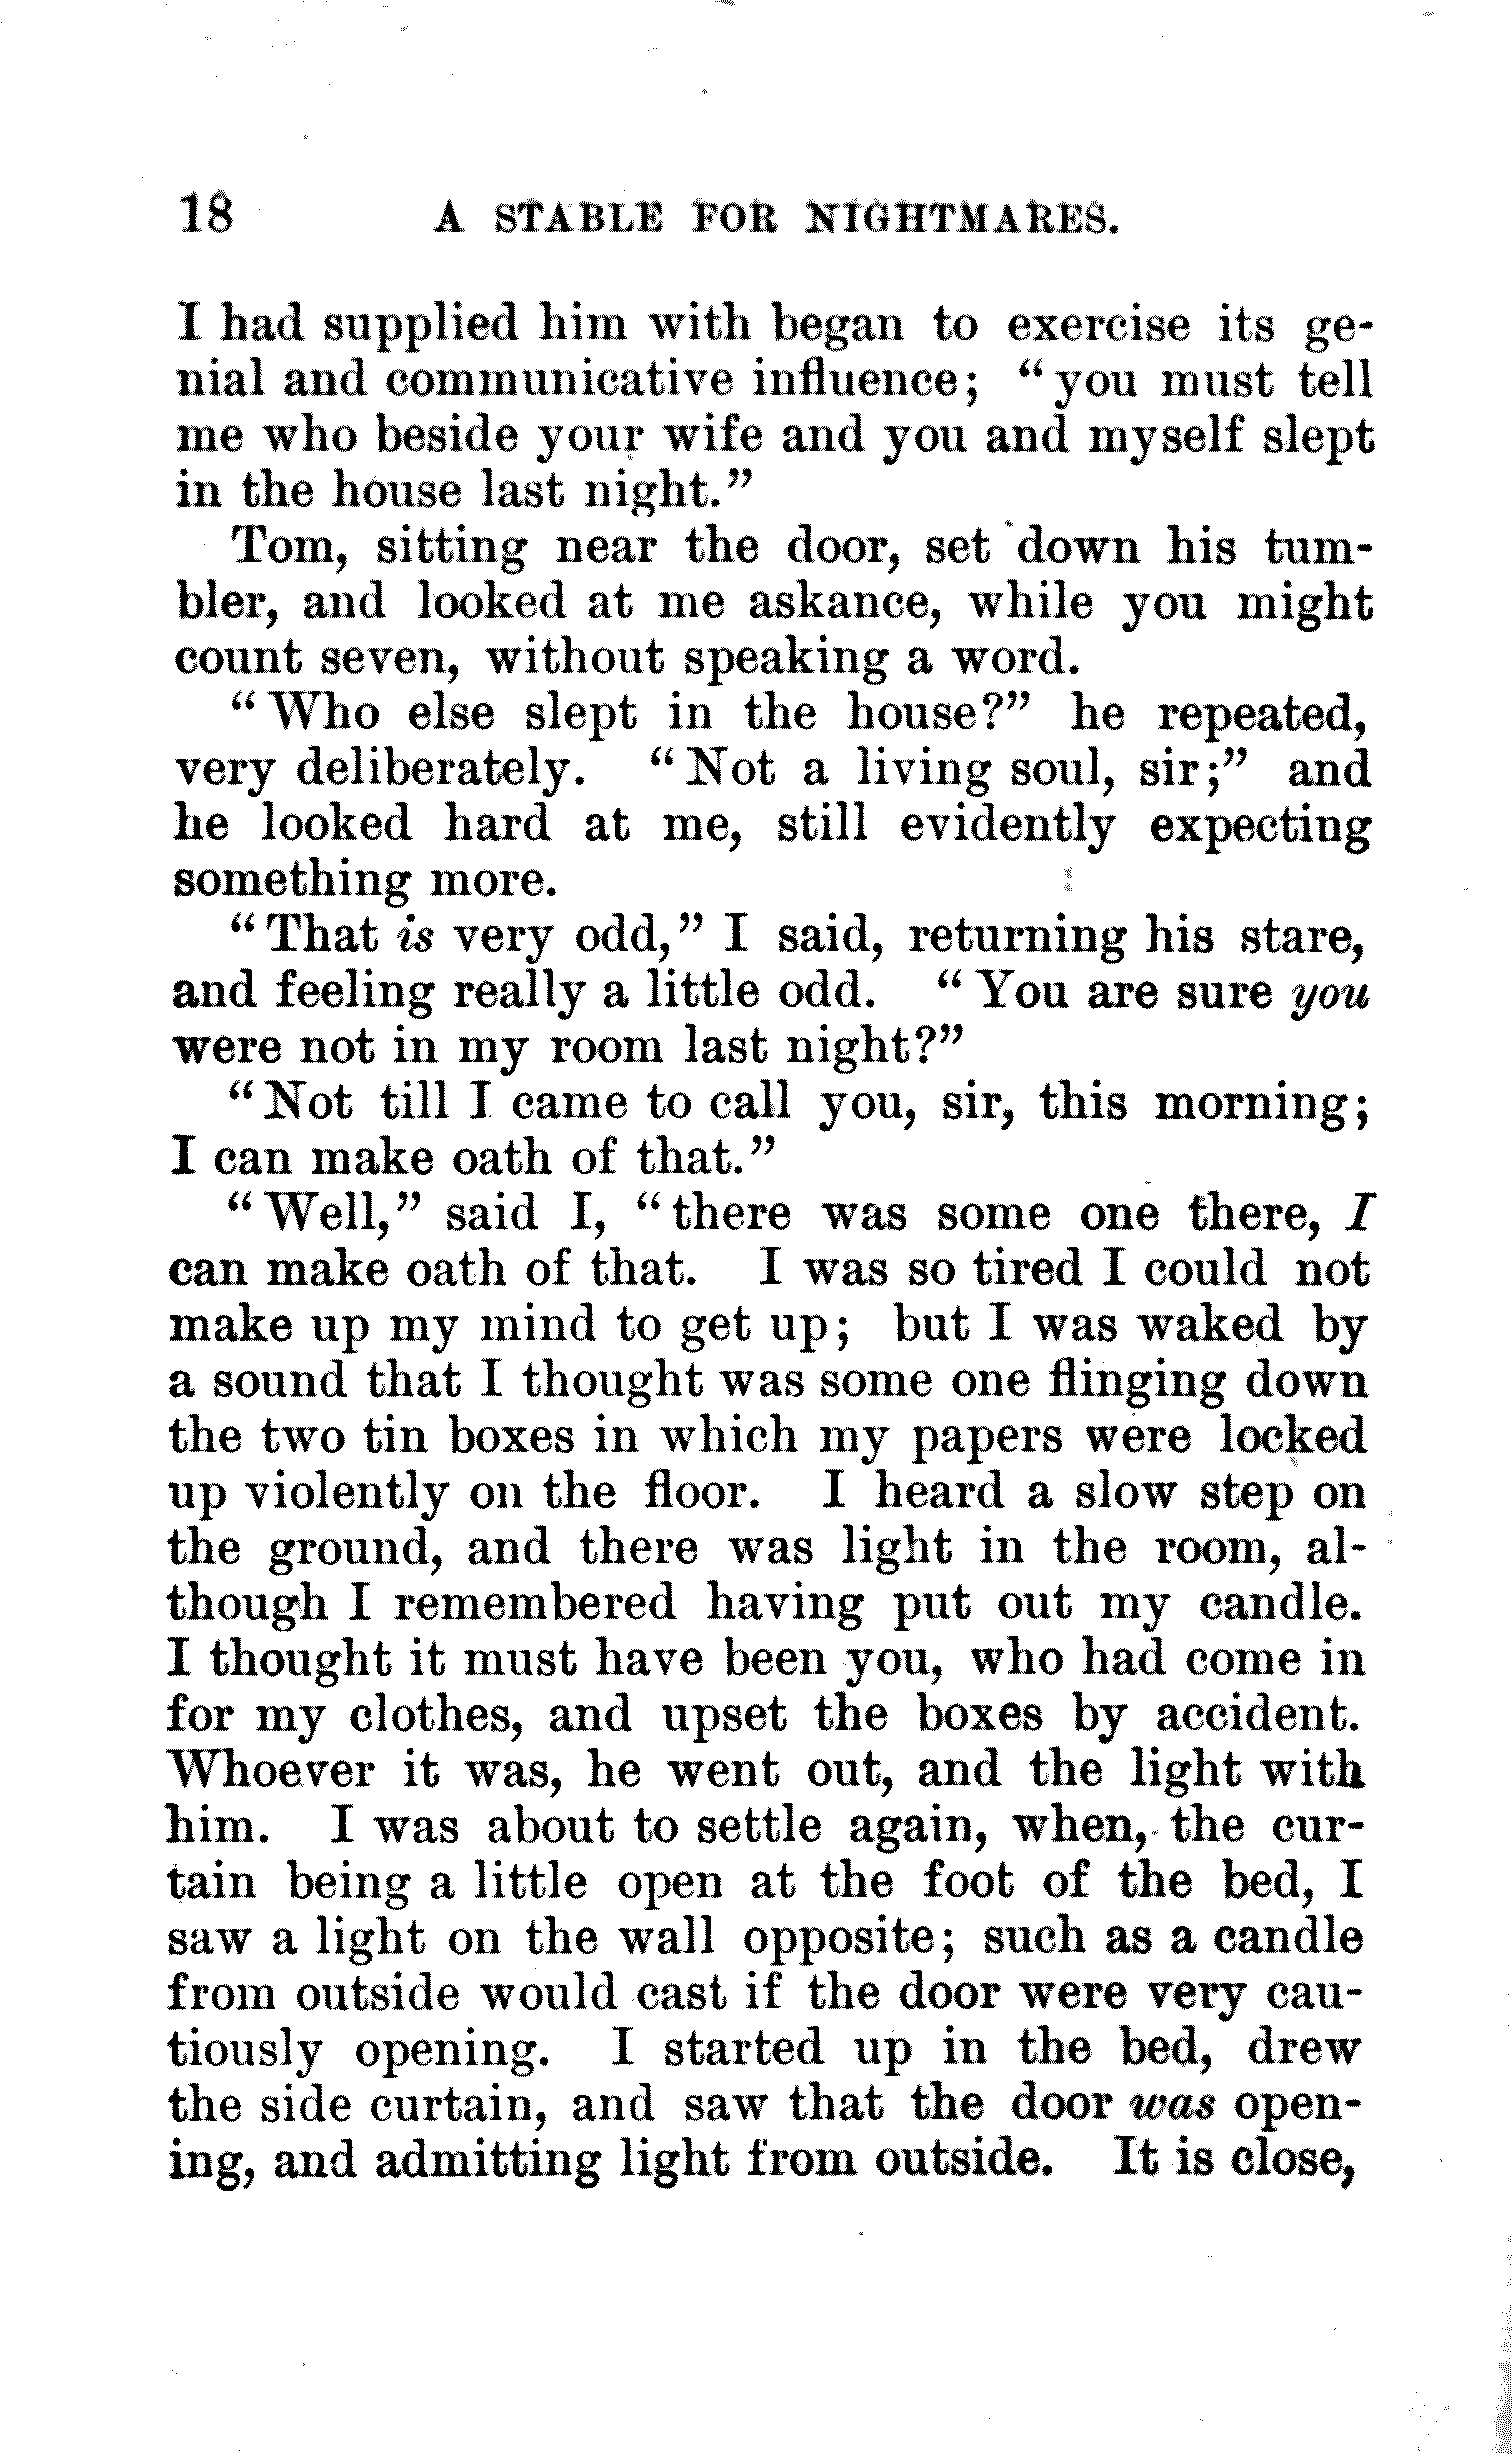 18 A STABLE FOR NIGHTMARES.
I had supplied him with began to exercise its ge-
nial and communicative influence; “you must tell
me who beside your wife and you and myself slept
in the house last night.”
Tom, sitting near the door, set down his tum-
bler, and looked at me askance, while you might
count seven, without speaking a word.
“Who else slept in the house?” he repeated,
very deliberately. “Not a living soul, sir;” and
he looked hard at me, still evidently expecting
something more.
“That is very odd,” I said, returning his stare,
and feeling really a little odd. “You are sure you
were not in my room last night?”
“Not till I came to call you, sir, this morning;
I can make oath of that.”
“Well,” said I, “there was some one there, I
can make oath of that. I was so tired I could not
make up my mind to get up; but I was waked by
a sound that I thought was some one flinging down
the two tin boxes in which my papers were locked
up violently on the floor. I heard a slow step on
the ground, and there was light in the room, al-
though I remembered having put out my candle.
I thought it must have been you, who had come in
for my clothes, and upset the boxes by accident.
Whoever it was, he went out, and the light with
him. I was about to settle again, when, the cur-
tain being a little open at the foot of the bed, I
saw a light on the wall opposite; such as a candle
from outside would cast if the door were very cau-
tiously opening. I started up in the bed, drew
the side curtain, and saw that the door was open-
ing, and admitting light from outside. It is close,